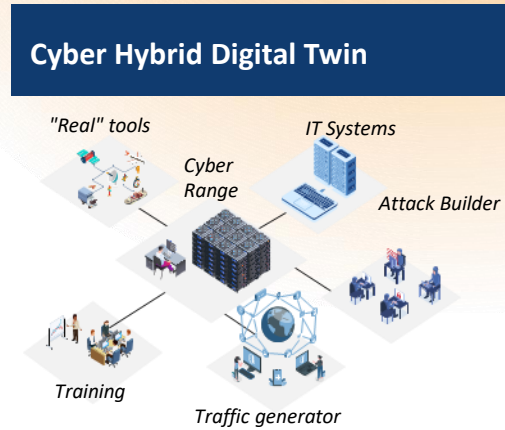 Cyber Hybrid Digital Twin
"Real" tools
IT Systems
Cyber
Range
Attack Builder
Training
Traffic generator